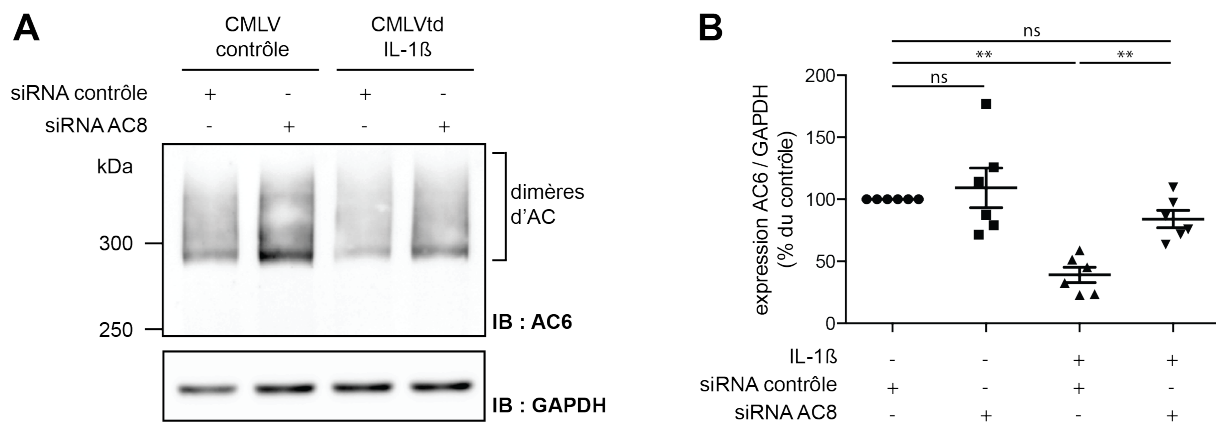 A
CMLV
contrôle
CMLVtd
IL-1ß
siRNA contrôle
+ - + -
siRNA AC8
- + - +
kDa
300
250
dimères
d'AC
IB : AC6
IB : GAPDH
B
ns
**
**
ns
expression AC6 / GAPDH
(% du contrôle)
200
150
100
50
0
IL-1ß
- - + +
siRNA contrôle
+ - + -
siRNA AC8
- + - +